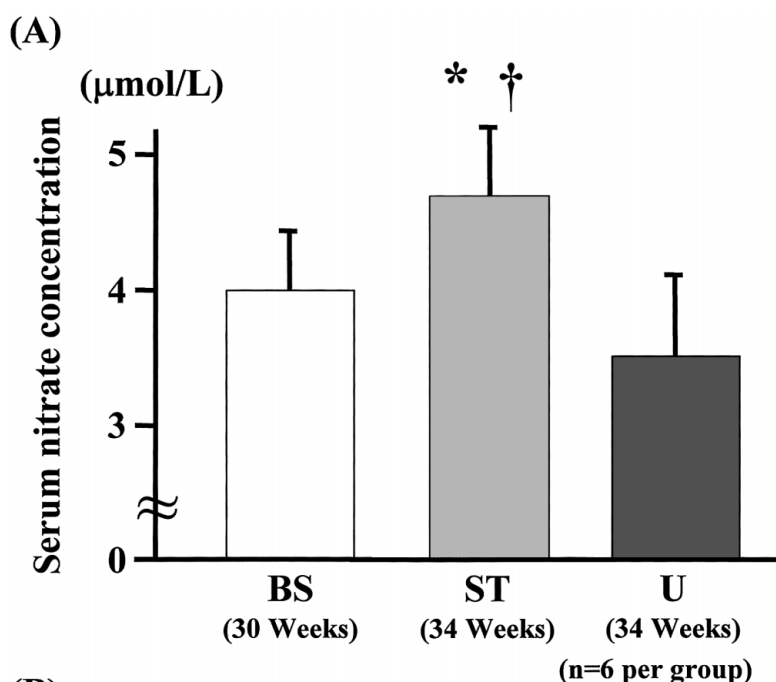 (A)
(μmol/L)
* †
Serum nitrate concentration
5
4
3
0
BS ST U
(30 Weeks) (34 Weeks) (34 Weeks)
(n=6 per group)